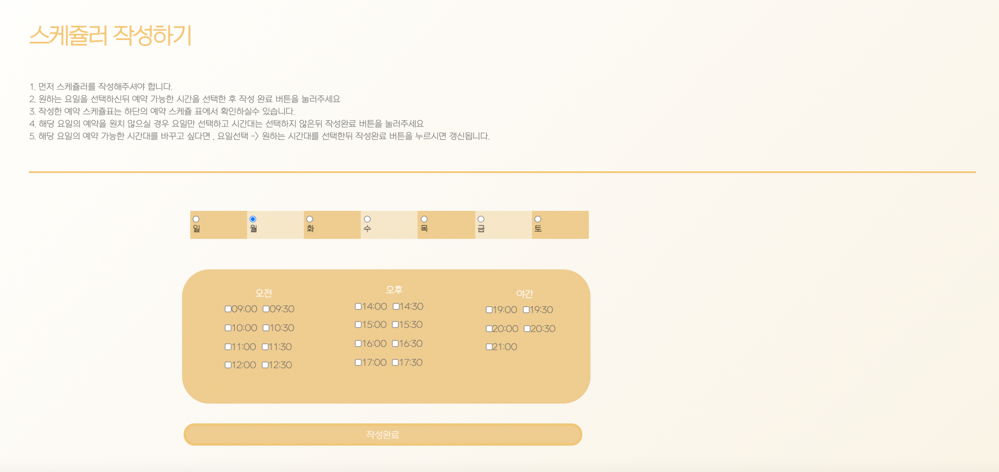 스케쥴러 작성하기
1. 먼저 스케쥴러를 작성해주셔야 합니다.
2. 원하는 요일을 선택하신뒤 예약 가능한 시간을 선택한 후 작성 완료 버튼을 눌러주세요
3. 작성한 예약 스케쥴표는 하단의 예약 스케쥴 표에서 확인하실수 있습니다.
4. 해당 요일의 예약을 원치 않으실 경우 요일만 선택하고 시간대는 선택하지 않은뒤 작성완료 버튼을 눌러주세요
5. 해당 요일의 예약 가능한 시간대를 바꾸고 싶다면 , 요일선택 -> 원하는 시간대를 선택한뒤 작성완료 버튼을 누르시면 갱신됩니다.
일 월 화 수 목 금 토
오전
09:00 09:30
10:00 10:30
11:00 11:30
12:00 12:30
오후
14:00 14:30
15:00 15:30
16:00 16:30
17:00 17:30
야간
19:00 19:30
20:00 20:30
21:00
작성완료